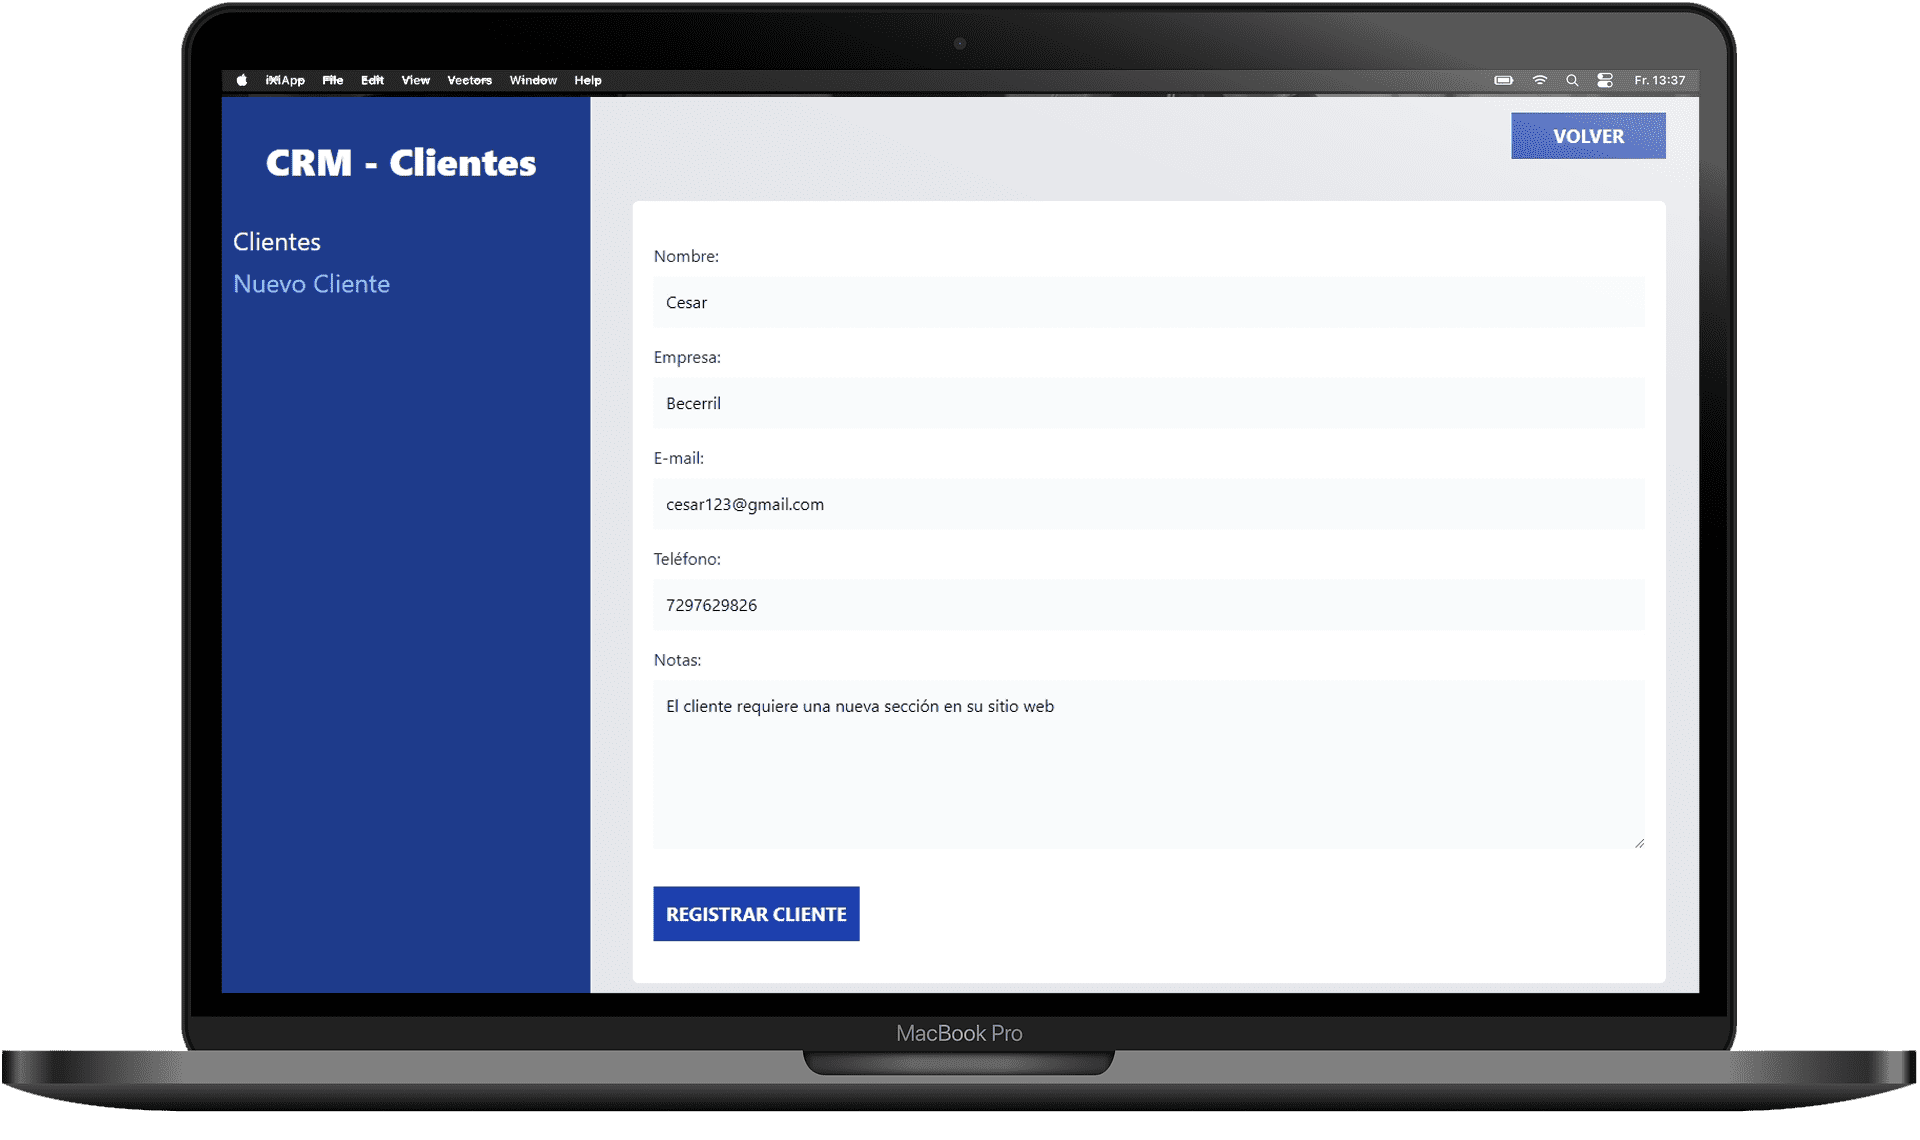 iMApp File Edit View Vectors Window Help Fr. 13:37
CRM - Clientes
Clientes
Nuevo Cliente
VOLVER
Nombre:
Cesar
Empresa:
Becerril
E-mail:
cesar123@gmail.com
Teléfono:
7297629826
Notas:
El cliente requiere una nueva sección en su sitio web
REGISTRAR CLIENTE
MacBook Pro